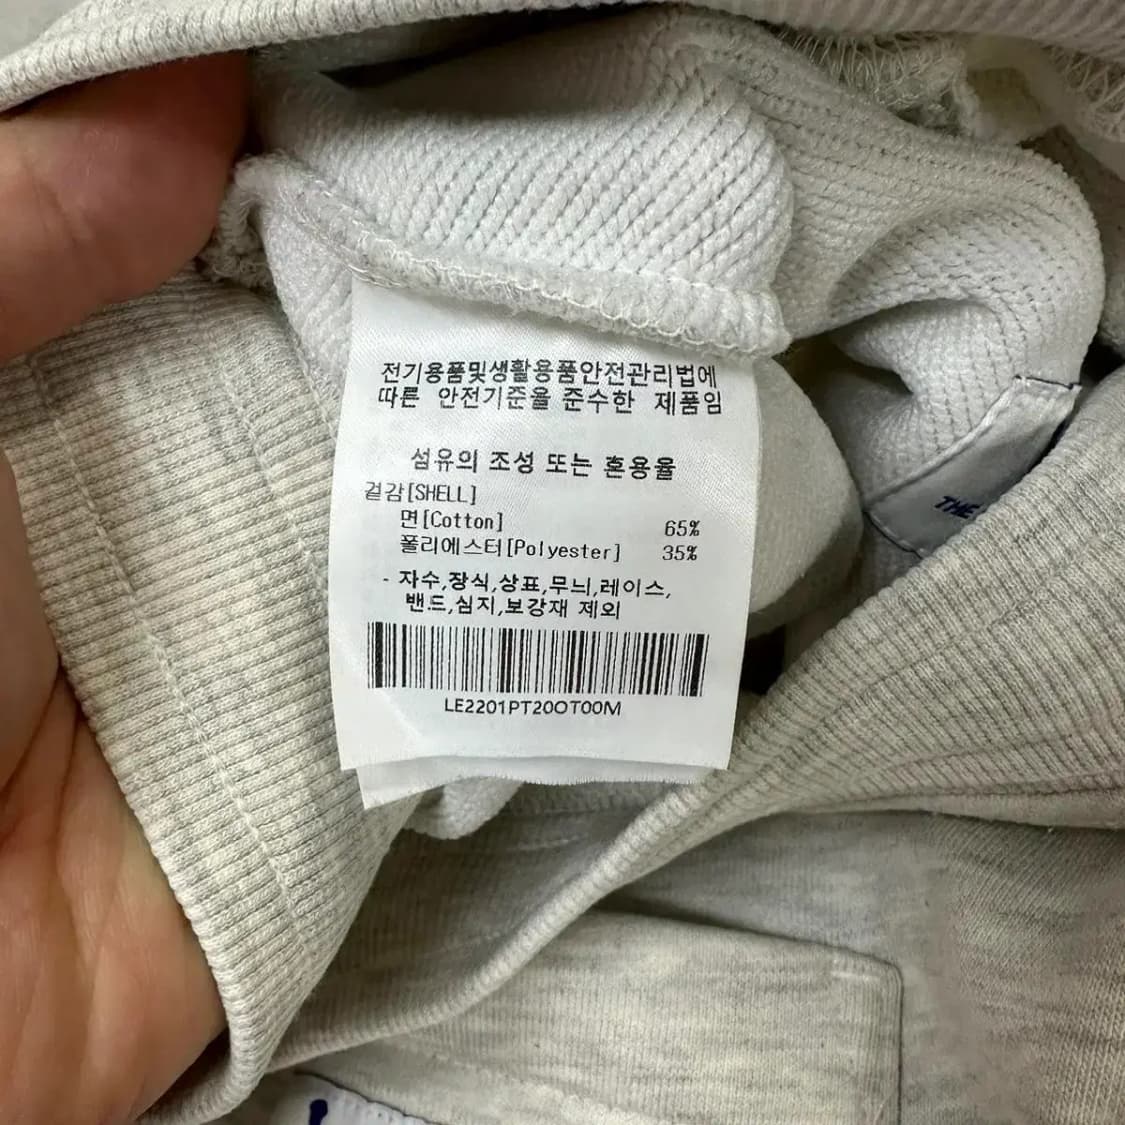 전기용품및생활용품안전관리법에
따른 안전기준을 준수한 제품임
섬유의 조성 또는 혼용율
겉감[SHELL]
면[Cotton] 65%
폴리에스터[Polyester] 35%
- 자수,장식,상표,무늬,레이스,
밴드,심지,보강재 제외
LE2201PT20OT00M
THE